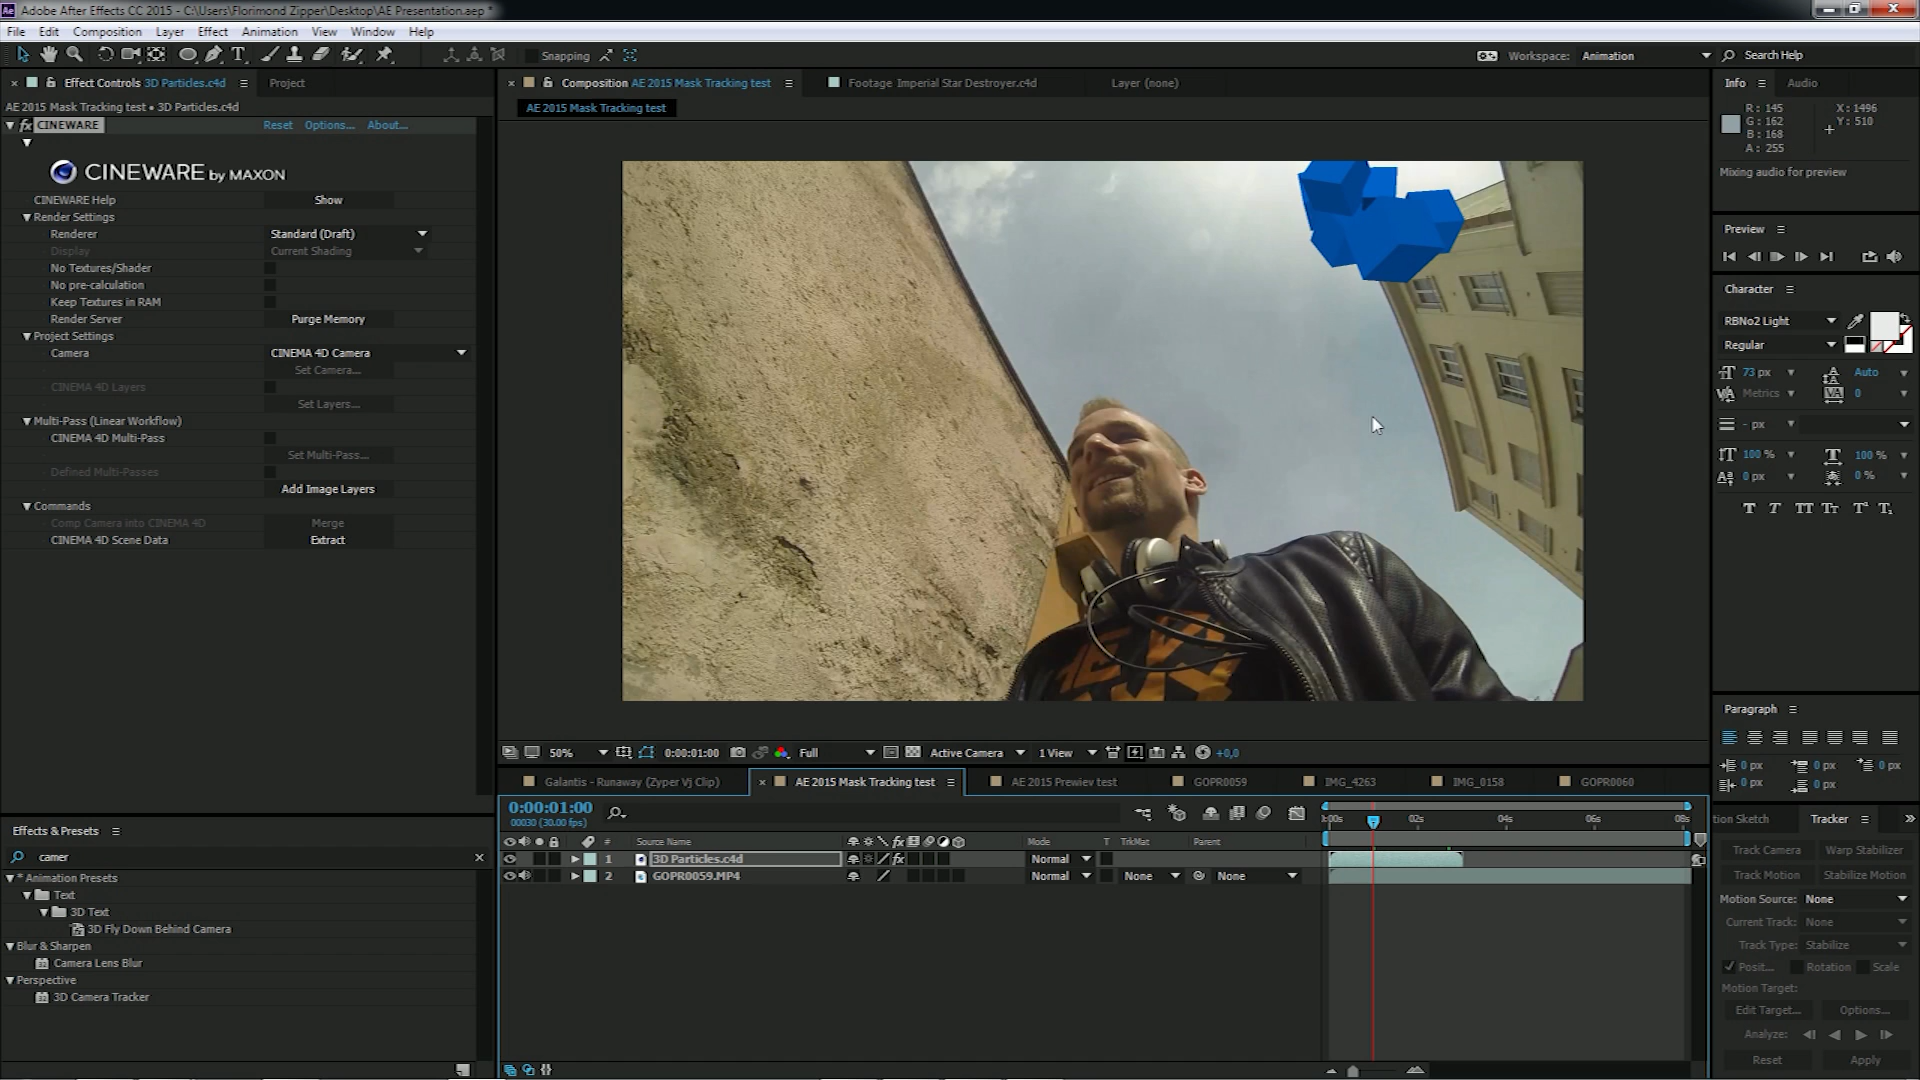 Adobe After Effects CC 2015 - C:\Users\Florimond Zipper\Desktop\AE Presentation.aep *
File Edit Composition Layer Effect Animation View Window Help
Snapping
Workspace: Animation
Search Help
Effect Controls 3D Particles.c4d
Project
AE 2015 Mask Tracking test • 3D Particles.c4d
fx CINEWARE Reset Options... About...
CINEWARE by MAXON
CINEWARE Help Show
Render Settings
Renderer Standard (Draft)
Display Current Shading
No Textures/Shader
No pre-calculation
Keep Textures in RAM
Render Server Purge Memory
Project Settings
Camera CINEMA 4D Camera
Set Camera...
CINEMA 4D Layers
Set Layers...
Multi-Pass (Linear Workflow)
CINEMA 4D Multi-Pass
Set Multi-Pass...
Defined Multi-Passes
Add Image Layers
Commands
Comp Camera into CINEMA 4D Merge
CINEMA 4D Scene Data Extract
Effects & Presets
camer
* Animation Presets
Text
3D Text
3D Fly Down Behind Camera
Blur & Sharpen
Camera Lens Blur
Perspective
3D Camera Tracker
Composition AE 2015 Mask Tracking test
Footage Imperial Star Destroyer.c4d
Layer (none)
AE 2015 Mask Tracking test
50% 0:00:01:00 Full Active Camera 1 View +0,0
Galantis - Runaway (Zyper Vj Clip)
AE 2015 Mask Tracking test
AE 2015 Prewiev test
GOPR0059
IMG_4263
IMG_0158
GOPR0060
0:00:01:00
00030 (30.00 fps)
# Source Name Mode T TrkMat Parent
1 3D Particles.c4d Normal
2 GOPR0059.MP4 Normal None None
02s 04s 06s 08s
Info Audio
R: 145 X: 1496
G: 162 Y: 510
B: 168
A: 255
Mixing audio for preview
Preview
Character
RBNo2 Light
Regular
73 px Auto
Metrics 0
- px
100 % 100 %
0 px 0 %
T T TT Tr T¹ T₁
Paragraph
0 px 0 px 0 px
0 px 0 px
tion Sketch Tracker
Track Camera Warp Stabilizer
Track Motion Stabilize Motion
Motion Source: None
Current Track: None
Track Type: Stabilize
Posit... Rotation Scale
Motion Target:
Edit Target... Options...
Analyze:
Reset Apply